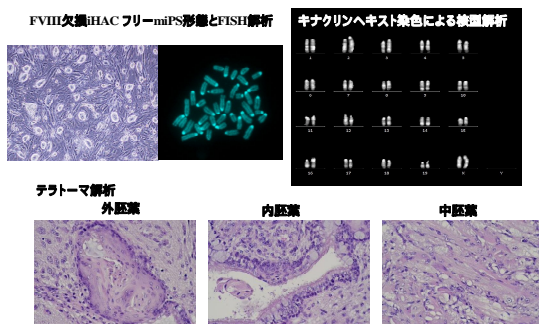 FVIII欠損iHACフリーmiPS形態とFISH解析
キナクリンヘキスト染色による核型解析
1 2 3 4 5
6 7 8 9 10
11 12 13 14 15
16 17 18 19 X Y
テラトーマ解析
外胚葉
内胚葉
中胚葉